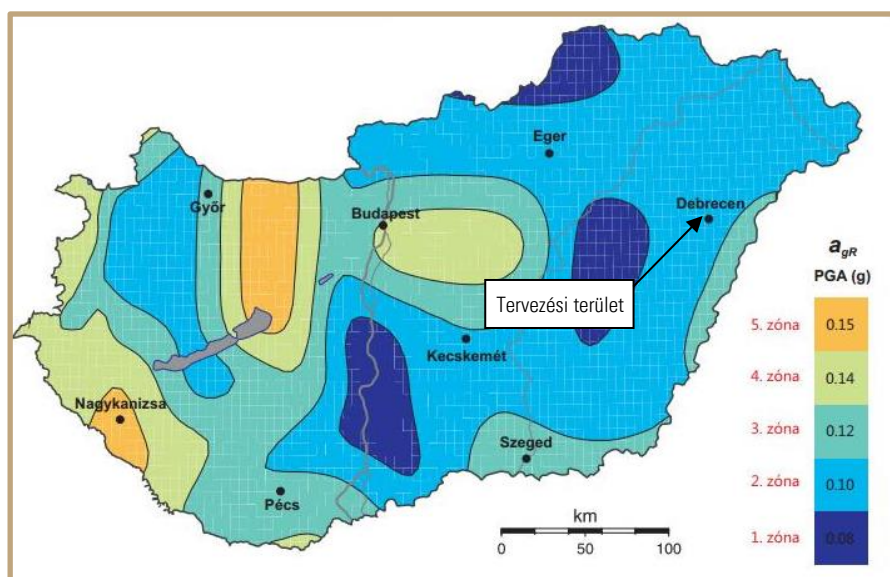 Eger
Győr
Budapest
Debrecen
Tervezési terület
Kecskemét
Nagykanizsa
Szeged
Pécs
km
0 50 100
a_gR
PGA (g)
5. zóna 0.15
4. zóna 0.14
3. zóna 0.12
2. zóna 0.10
1. zóna 0.08